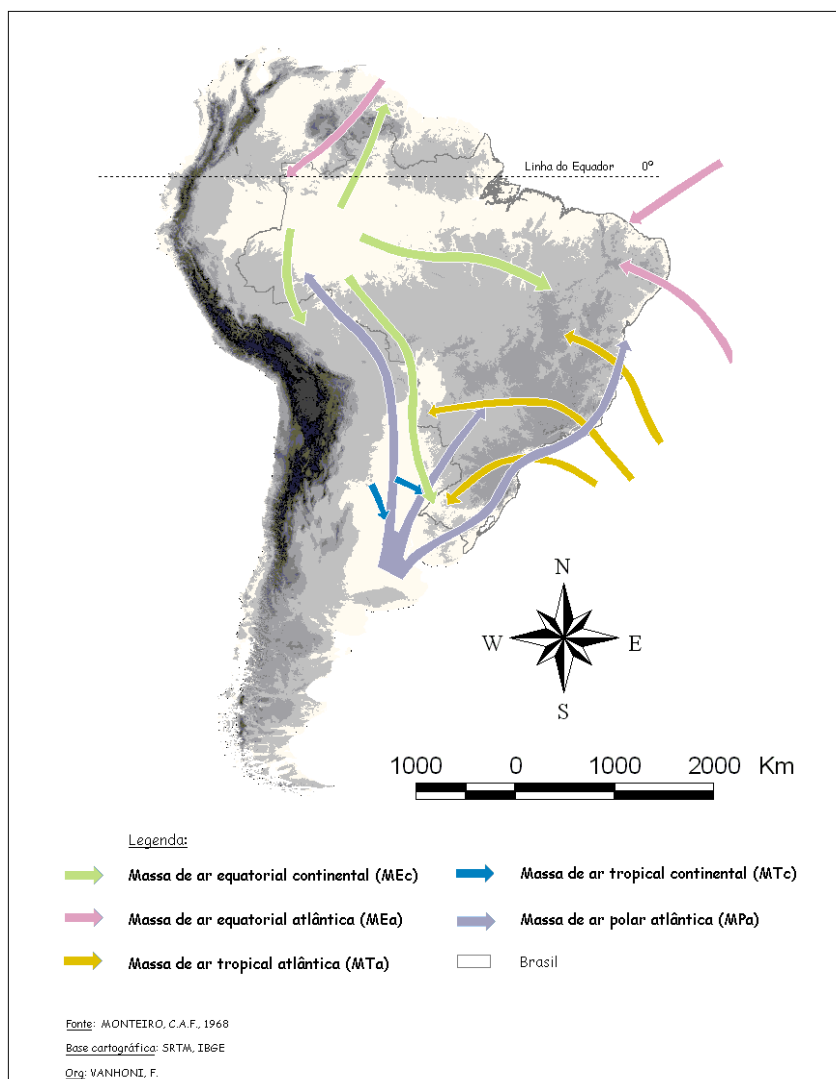 Linha do Equador 0º
N
W E
S
1000 0 1000 2000 Km
Legenda:
Massa de ar equatorial continental (MEc)
Massa de ar equatorial atlântica (MEa)
Massa de ar tropical atlântica (MTa)
Massa de ar tropical continental (MTc)
Massa de ar polar atlântica (MPa)
Brasil
Fonte: MONTEIRO, C.A.F., 1968
Base cartográfica: SRTM, IBGE
Org: VANHONI, F.